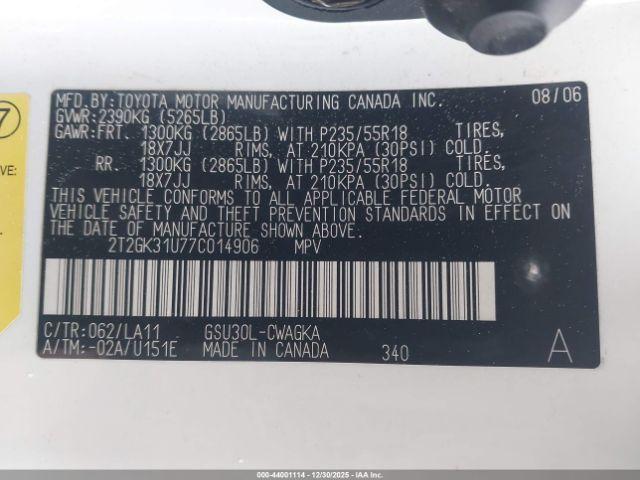 MFD.BY:TOYOTA MOTOR MANUFACTURING CANADA INC. 08/06
GVWR:2390KG (5265LB)
GAWR:FRT. 1300KG (2865LB) WITH P235/55R18 TIRES,
18X7JJ RIMS, AT 210KPA (30PSI) COLD.
RR. 1300KG (2865LB) WITH P235/55R18 TIRES,
18X7JJ RIMS, AT 210KPA (30PSI) COLD.
THIS VEHICLE CONFORMS TO ALL APPLICABLE FEDERAL MOTOR
VEHICLE SAFETY AND THEFT PREVENTION STANDARDS IN EFFECT ON
THE DATE OF MANUFACTURE SHOWN ABOVE.
2T2GK31U77C014906 MPV
C/TR:062/LA11 GSU30L-CWAGKA
A/TM:-02A/U151E MADE IN CANADA 340 A
7
VE:
000-44001114 - 12/30/2025 - IAAI.COM